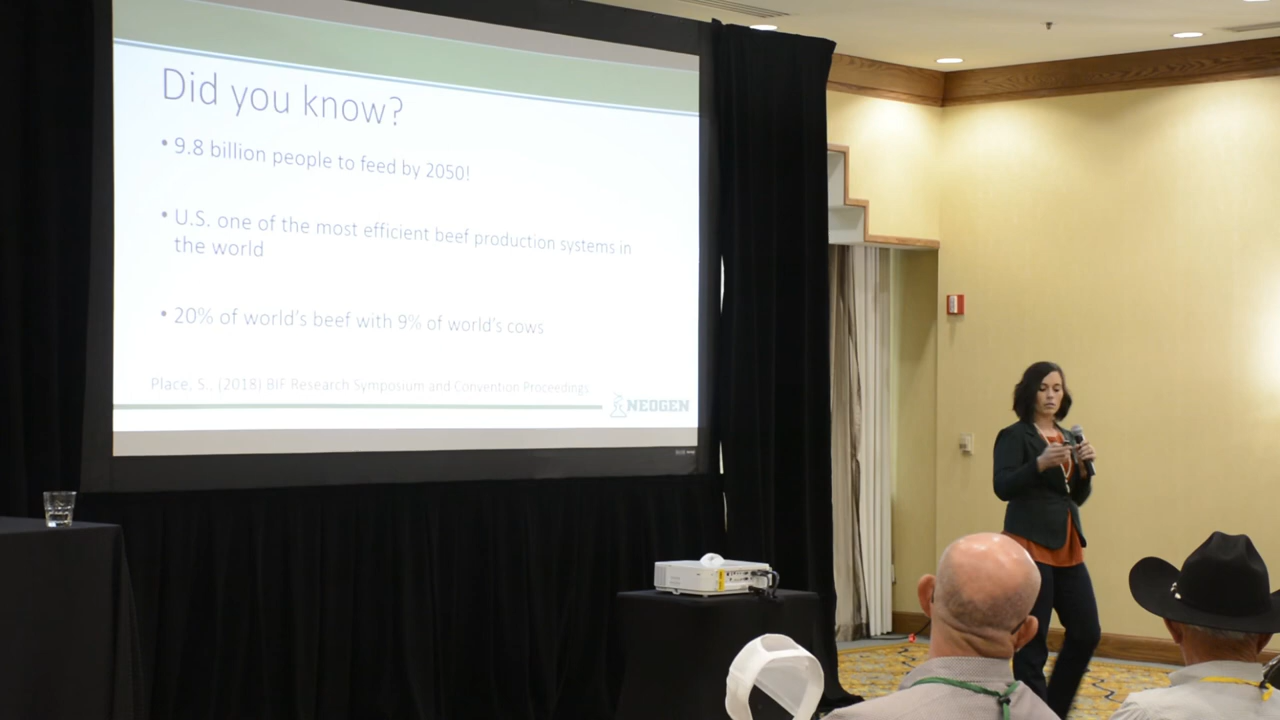 Did you know?
• 9.8 billion people to feed by 2050!
• U.S. one of the most efficient beef production systems in
the world
• 20% of world's beef with 9% of world's cows
Place, S., (2018) BIF Research Symposium and Convention Proceedings.
NEOGEN